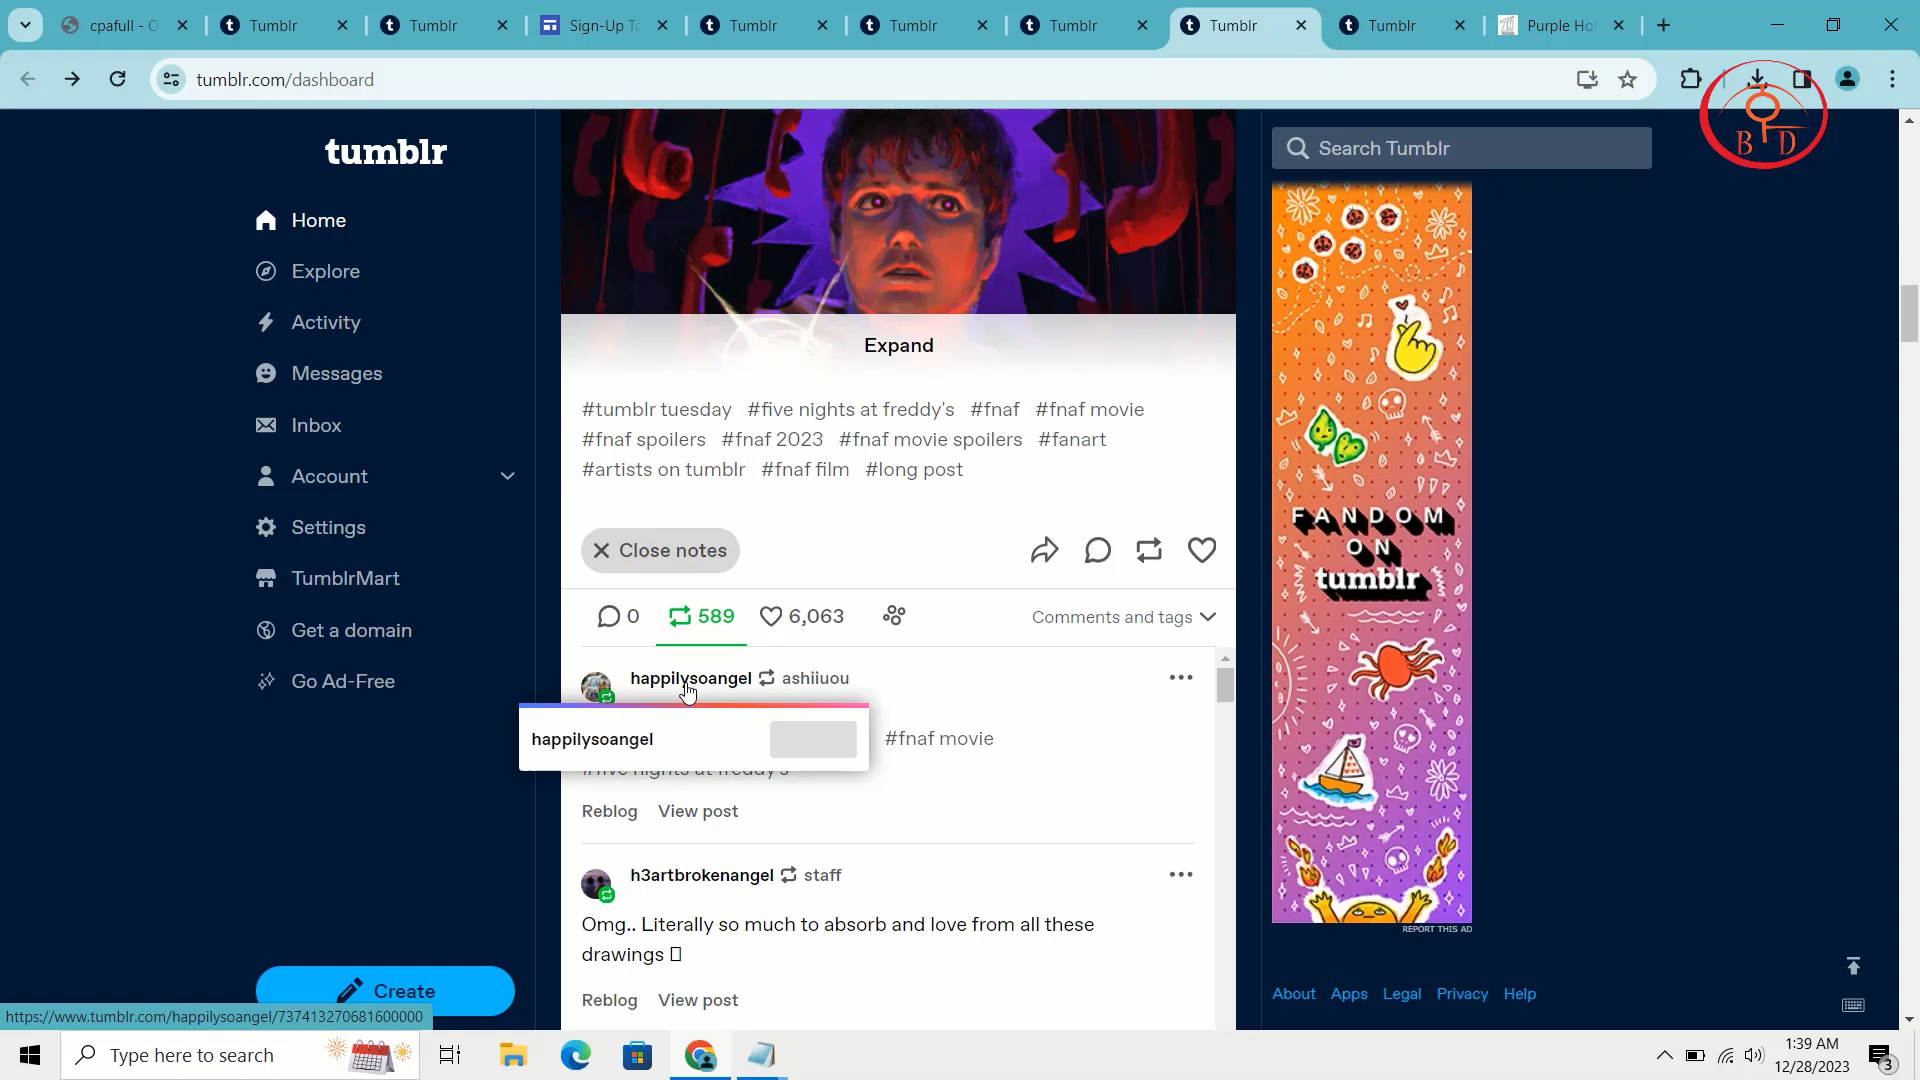 cpafull - O
Tumblr
Tumblr
Sign-Up To
Tumblr
Tumblr
Tumblr
Tumblr
Tumblr
Purple Ho
tumblr.com/dashboard
B D
tumblr
Home
Explore
Activity
Messages
Inbox
Account
Settings
TumblrMart
Get a domain
Go Ad-Free
Create
Expand
#tumblr tuesday #five nights at freddy's #fnaf #fnaf movie
#fnaf spoilers #fnaf 2023 #fnaf movie spoilers #fanart
#artists on tumblr #fnaf film #long post
Close notes
0 589 6,063 Comments and tags
happilysoangel ashiiuou
happilysoangel
#fnaf movie
#five nights at freddy's
Reblog View post
h3artbrokenangel staff
Omg.. Literally so much to absorb and love from all these
drawings
Reblog View post
Search Tumblr
FANDOM
ON
tumblr
REPORT THIS AD
About Apps Legal Privacy Help
https://www.tumblr.com/happilysoangel/737413270681600000
Type here to search
1:39 AM
12/28/2023
3